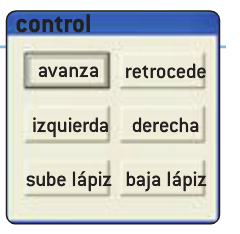 control
avanza retrocede
izquierda derecha
sube lápiz baja lápiz